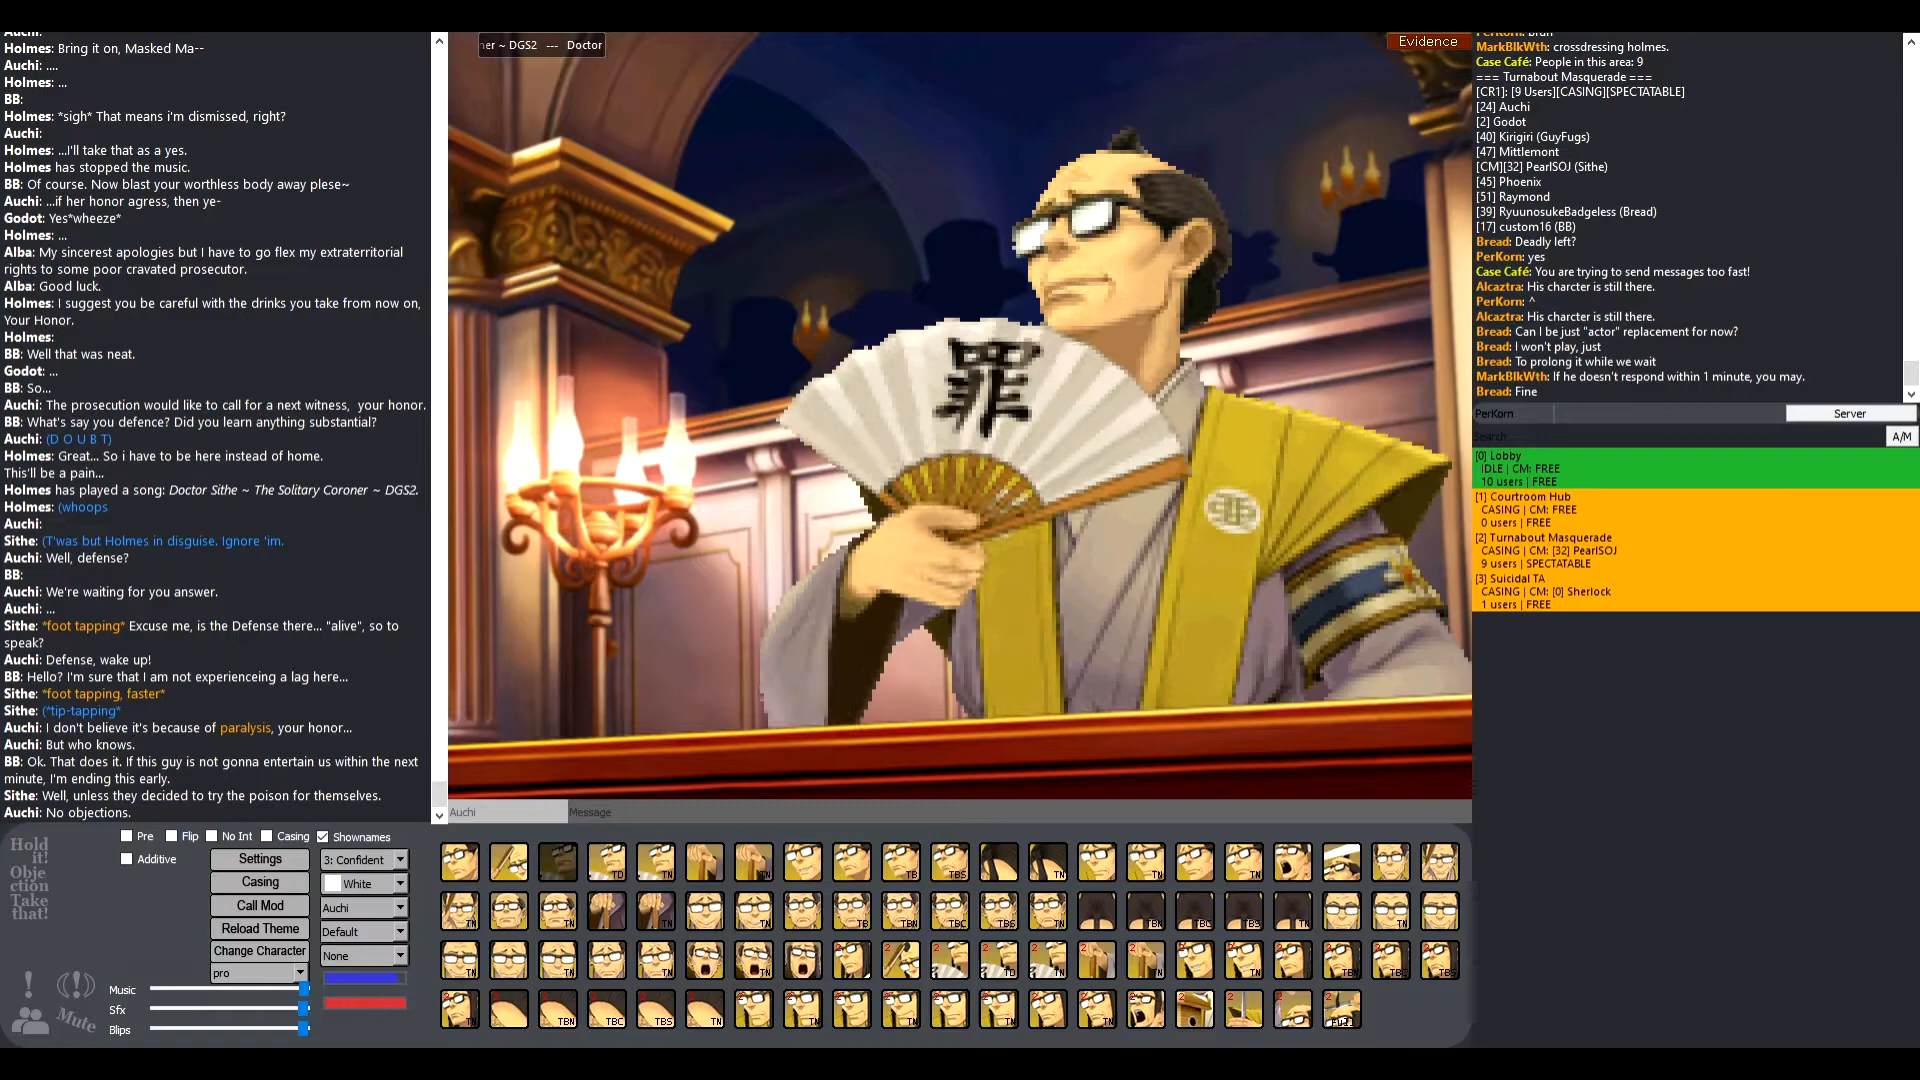 Auchi:
Holmes: Bring it on, Masked Ma--
Auchi: ....
Holmes: ...
BB:
Holmes: *sigh* That means i'm dismissed, right?
Auchi:
Holmes: ...I'll take that as a yes.
Holmes has stopped the music.
BB: Of course. Now blast your worthless body away plese~
Auchi: ...if her honor agress, then ye-
Godot: Yes*wheeze*
Holmes: ...
Alba: My sincerest apologies but I have to go flex my extraterritorial
rights to some poor cravated prosecutor.
Alba: Good luck.
Holmes: I suggest you be careful with the drinks you take from now on,
Your Honor.
Holmes:
BB: Well that was neat.
Godot: ...
BB: So...
Auchi: The prosecution would like to call for a next witness,  your honor.
BB: What's say you defence? Did you learn anything substantial?
Auchi: (D O U B T)
Holmes: Great... So i have to be here instead of home.
This'll be a pain...
Holmes has played a song: Doctor Sithe ~ The Solitary Coroner ~ DGS2.
Holmes: (whoops
Auchi:
Sithe: (T'was but Holmes in disguise. Ignore 'im.
Auchi: Well, defense?
BB:
Auchi: We're waiting for you answer.
Auchi: ...
Sithe: *foot tapping* Excuse me, is the Defense there... "alive", so to
speak?
Auchi: Defense, wake up!
BB: Hello? I'm sure that I am not experienceing a lag here...
Sithe: *foot tapping, faster*
Sithe: (*tip-tapping*
Auchi: I don't believe it's because of paralysis, your honor...
Auchi: But who knows.
BB: Ok. That does it. If this guy is not gonna entertain us within the next
minute, I'm ending this early.
Sithe: Well, unless they decided to try the poison for themselves.
Auchi: No objections.
ner ~ DGS2   ---   Doctor
Evidence
罪
Auchi
Message
PerKorn: bruh
MarkBlkWth: crossdressing holmes.
Case Café: People in this area: 9
=== Turnabout Masquerade ===
[CR1]: [9 Users][CASING][SPECTATABLE]
[24] Auchi
[2] Godot
[40] Kirigiri (GuyFugs)
[47] Mittlemont
[CM][32] PearlSOJ (Sithe)
[45] Phoenix
[51] Raymond
[39] RyuunosukeBadgeless (Bread)
[17] custom16 (BB)
Bread: Deadly left?
PerKorn: yes
Case Café: You are trying to send messages too fast!
Alcaztra: His charcter is still there.
PerKorn: ^
Alcaztra: His charcter is still there.
Bread: Can I be just "actor" replacement for now?
Bread: I won't play, just
Bread: To prolong it while we wait
MarkBlkWth: If he doesn't respond within 1 minute, you may.
Bread: Fine
PerKorn
Server
Search
A/M
[0] Lobby
IDLE | CM: FREE
10 users | FREE
[1] Courtroom Hub
CASING | CM: FREE
0 users | FREE
[2] Turnabout Masquerade
CASING | CM: [32] PearlSOJ
9 users | SPECTATABLE
[3] Suicidal TA
CASING | CM: [0] Sherlock
1 users | FREE
Hold
it!
Obje
ction
Take
that!
Pre
Flip
No Int
Casing
Shownames
Additive
Settings
Casing
Call Mod
Reload Theme
Change Character
pro
3: Confident
White
Auchi
Default
None
Music
Sfx
Blips
Mute